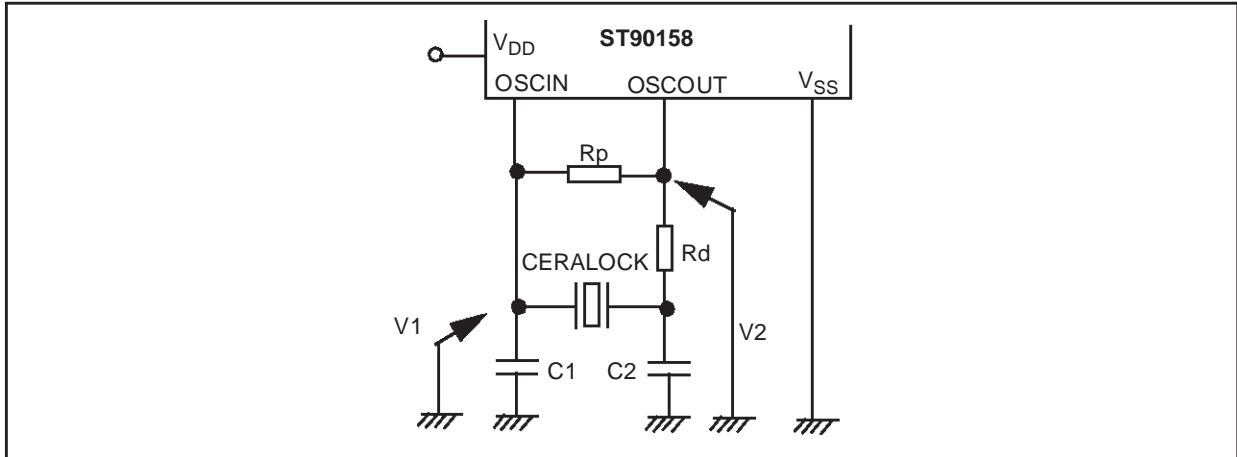 ST90158
VDD
OSCIN
OSCOUT
VSS
Rp
Rd
CERALOCK
V1
V2
C1
C2